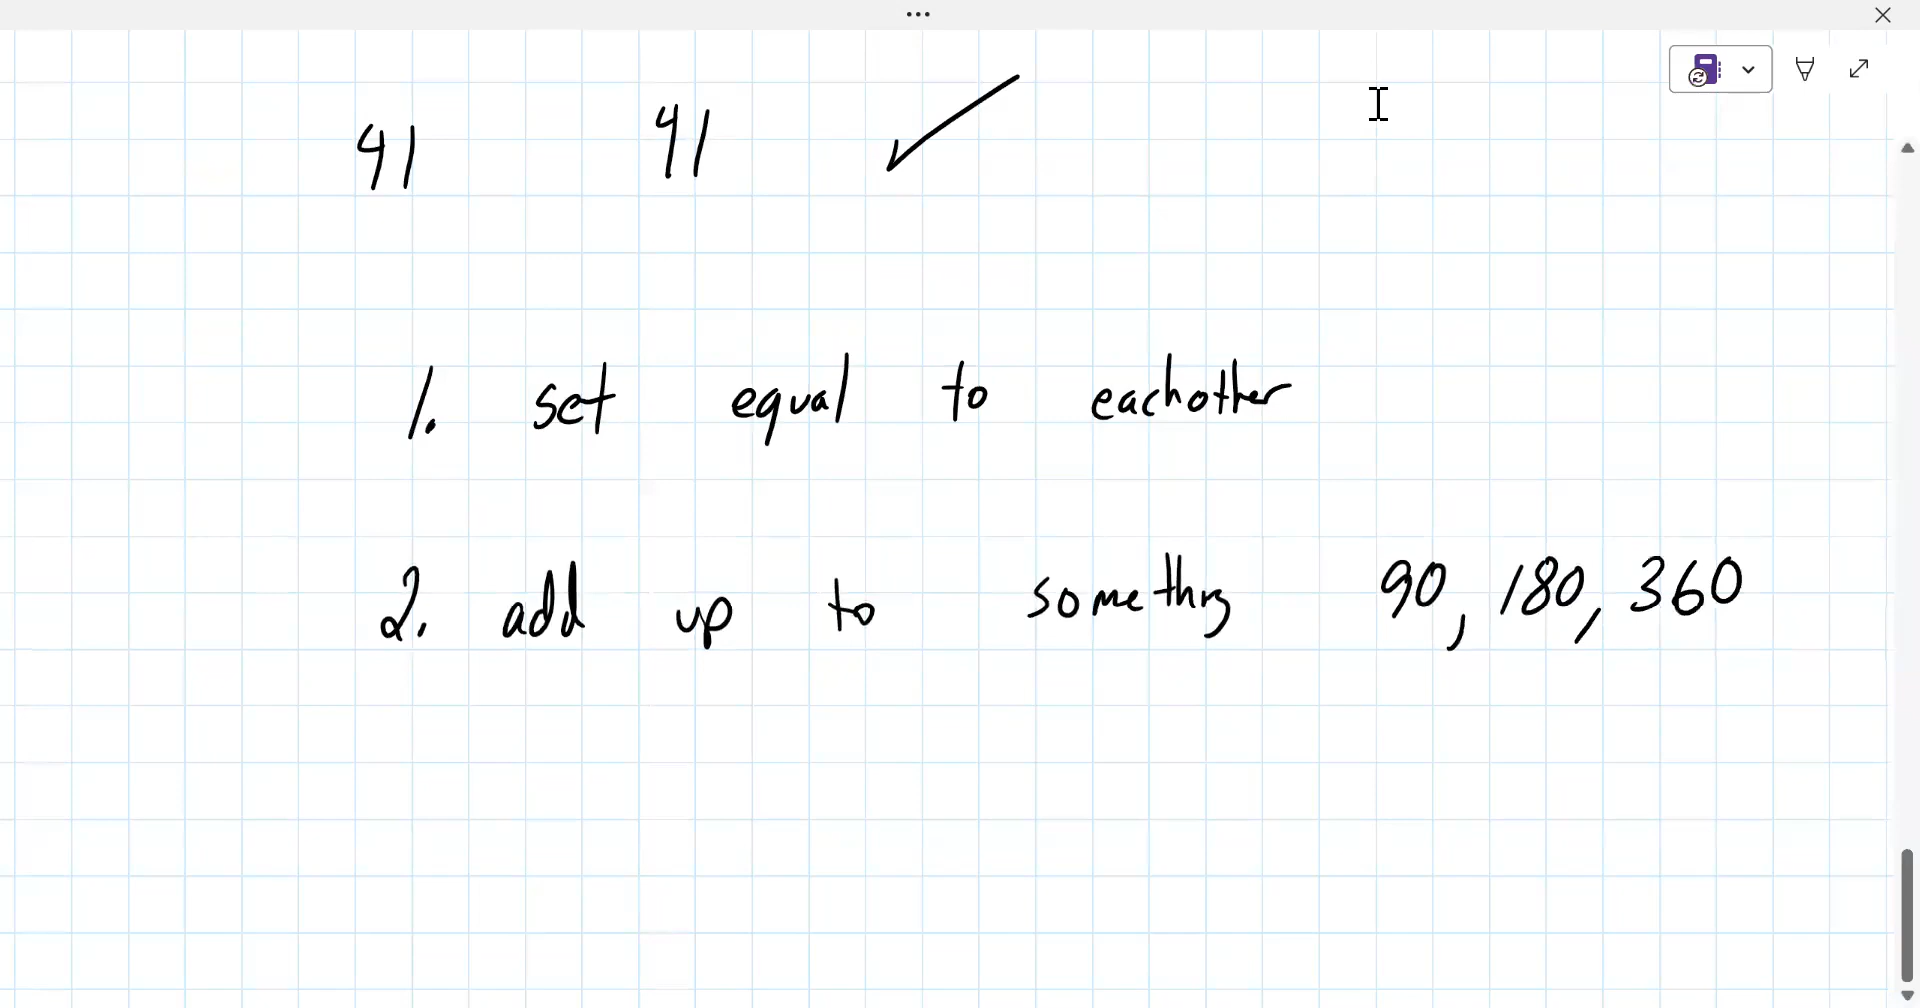 41 41 ✓
1. set equal to eachother
2. add up to somethng 90, 180, 360